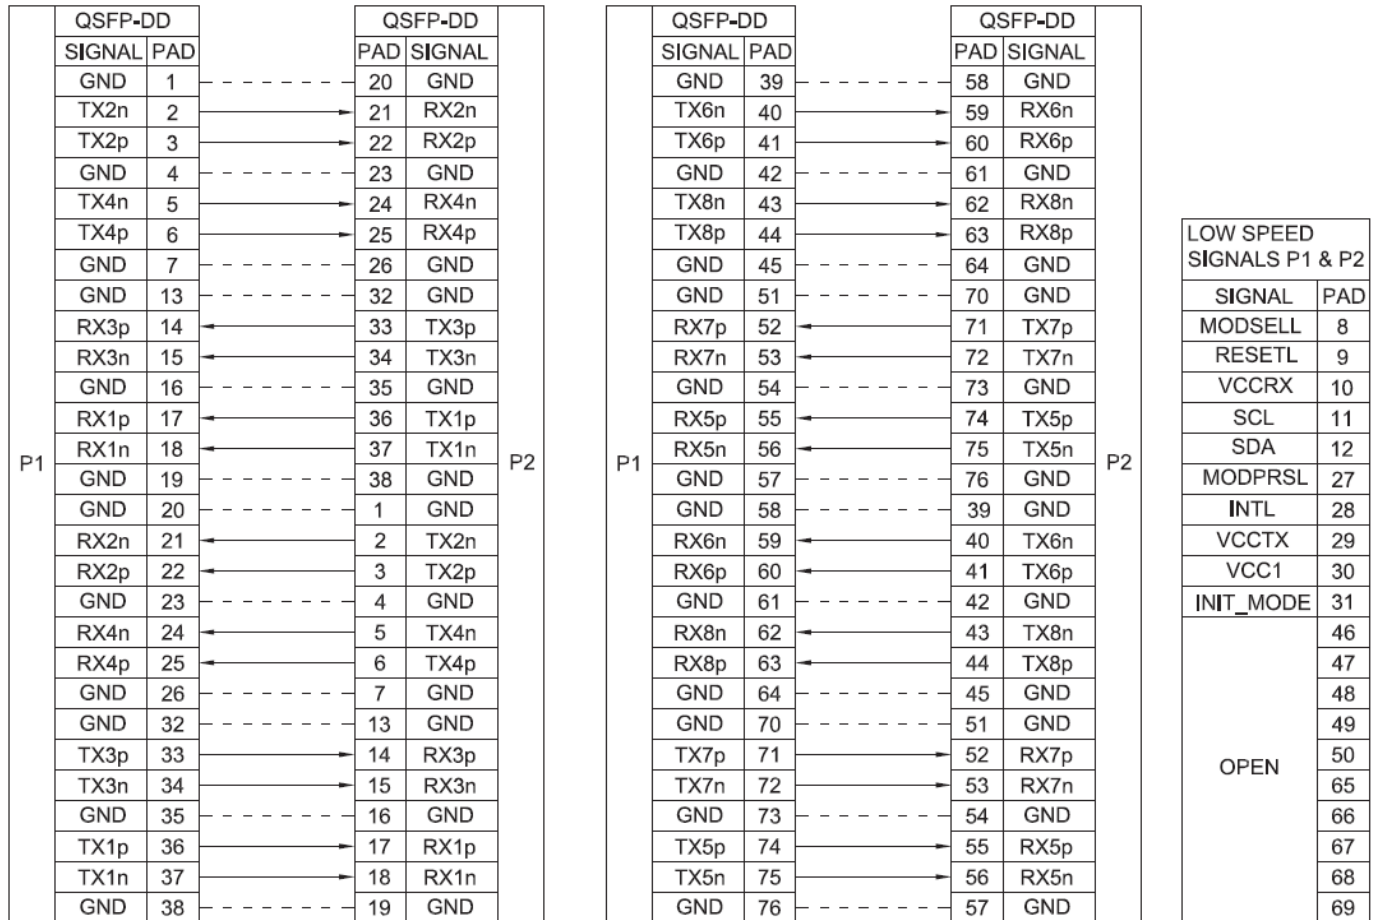 QSFP-DD QSFP-DD
SIGNAL PAD PAD SIGNAL
GND 1 20 GND
TX2n 2 21 RX2n
TX2p 3 22 RX2p
GND 4 23 GND
TX4n 5 24 RX4n
TX4p 6 25 RX4p
GND 7 26 GND
GND 13 32 GND
RX3p 14 33 TX3p
RX3n 15 34 TX3n
GND 16 35 GND
RX1p 17 36 TX1p
RX1n 18 37 TX1n
P1 P2
GND 19 38 GND
GND 20 1 GND
RX2n 21 2 TX2n
RX2p 22 3 TX2p
GND 23 4 GND
RX4n 24 5 TX4n
RX4p 25 6 TX4p
GND 26 7 GND
GND 32 13 GND
TX3p 33 14 RX3p
TX3n 34 15 RX3n
GND 35 16 GND
TX1p 36 17 RX1p
TX1n 37 18 RX1n
GND 38 19 GND
QSFP-DD QSFP-DD
SIGNAL PAD PAD SIGNAL
GND 39 58 GND
TX6n 40 59 RX6n
TX6p 41 60 RX6p
GND 42 61 GND
TX8n 43 62 RX8n
TX8p 44 63 RX8p
GND 45 64 GND
GND 51 70 GND
RX7p 52 71 TX7p
RX7n 53 72 TX7n
GND 54 73 GND
RX5p 55 74 TX5p
RX5n 56 75 TX5n
P1 P2
GND 57 76 GND
GND 58 39 GND
RX6n 59 40 TX6n
RX6p 60 41 TX6p
GND 61 42 GND
RX8n 62 43 TX8n
RX8p 63 44 TX8p
GND 64 45 GND
GND 70 51 GND
TX7p 71 52 RX7p
TX7n 72 53 RX7n
GND 73 54 GND
TX5p 74 55 RX5p
TX5n 75 56 RX5n
GND 76 57 GND
LOW SPEED
SIGNALS P1 & P2
SIGNAL PAD
MODSELL 8
RESETL 9
VCCRX 10
SCL 11
SDA 12
MODPRSL 27
INTL 28
VCCTX 29
VCC1 30
INIT_MODE 31
46
47
48
49
50
OPEN
65
66
67
68
69